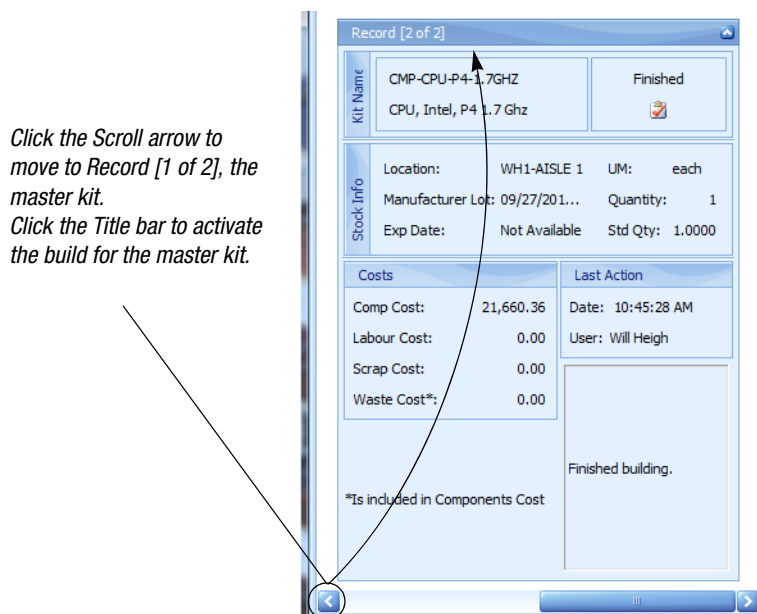 Click the Scroll arrow to
move to Record [1 of 2], the
master kit.
Click the Title bar to activate
the build for the master kit.
Record [2 of 2]
Kit Name
CMP-CPU-P4-1.7GHZ
CPU, Intel, P4 1.7 Ghz
Finished
Stock Info
Location: WH1-AISLE 1 UM: each
Manufacturer Lot: 09/27/201... Quantity: 1
Exp Date: Not Available Std Qty: 1.0000
Costs
Comp Cost: 21,660.36
Labour Cost: 0.00
Scrap Cost: 0.00
Waste Cost*: 0.00
*Is included in Components Cost
Last Action
Date: 10:45:28 AM
User: Will Heigh
Finished building.